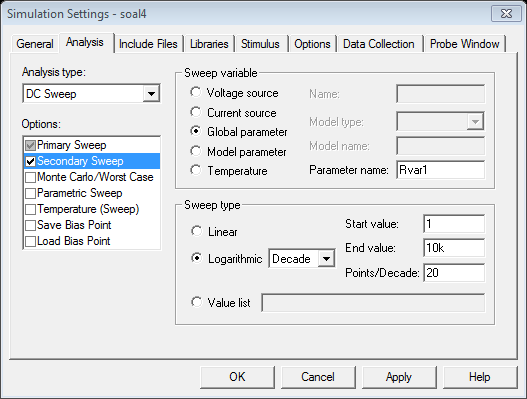 Simulation Settings - soal4
General Analysis Include Files Libraries Stimulus Options Data Collection Probe Window
Analysis type:
DC Sweep
Options:
Primary Sweep
Secondary Sweep
Monte Carlo/Worst Case
Parametric Sweep
Temperature (Sweep)
Save Bias Point
Load Bias Point
Sweep variable
Voltage source
Current source
Global parameter
Model parameter
Temperature
Name:
Model type:
Model name:
Parameter name: Rvar1
Sweep type
Linear
Logarithmic Decade
Value list
Start value: 1
End value: 10k
Points/Decade: 20
OK Cancel Apply Help